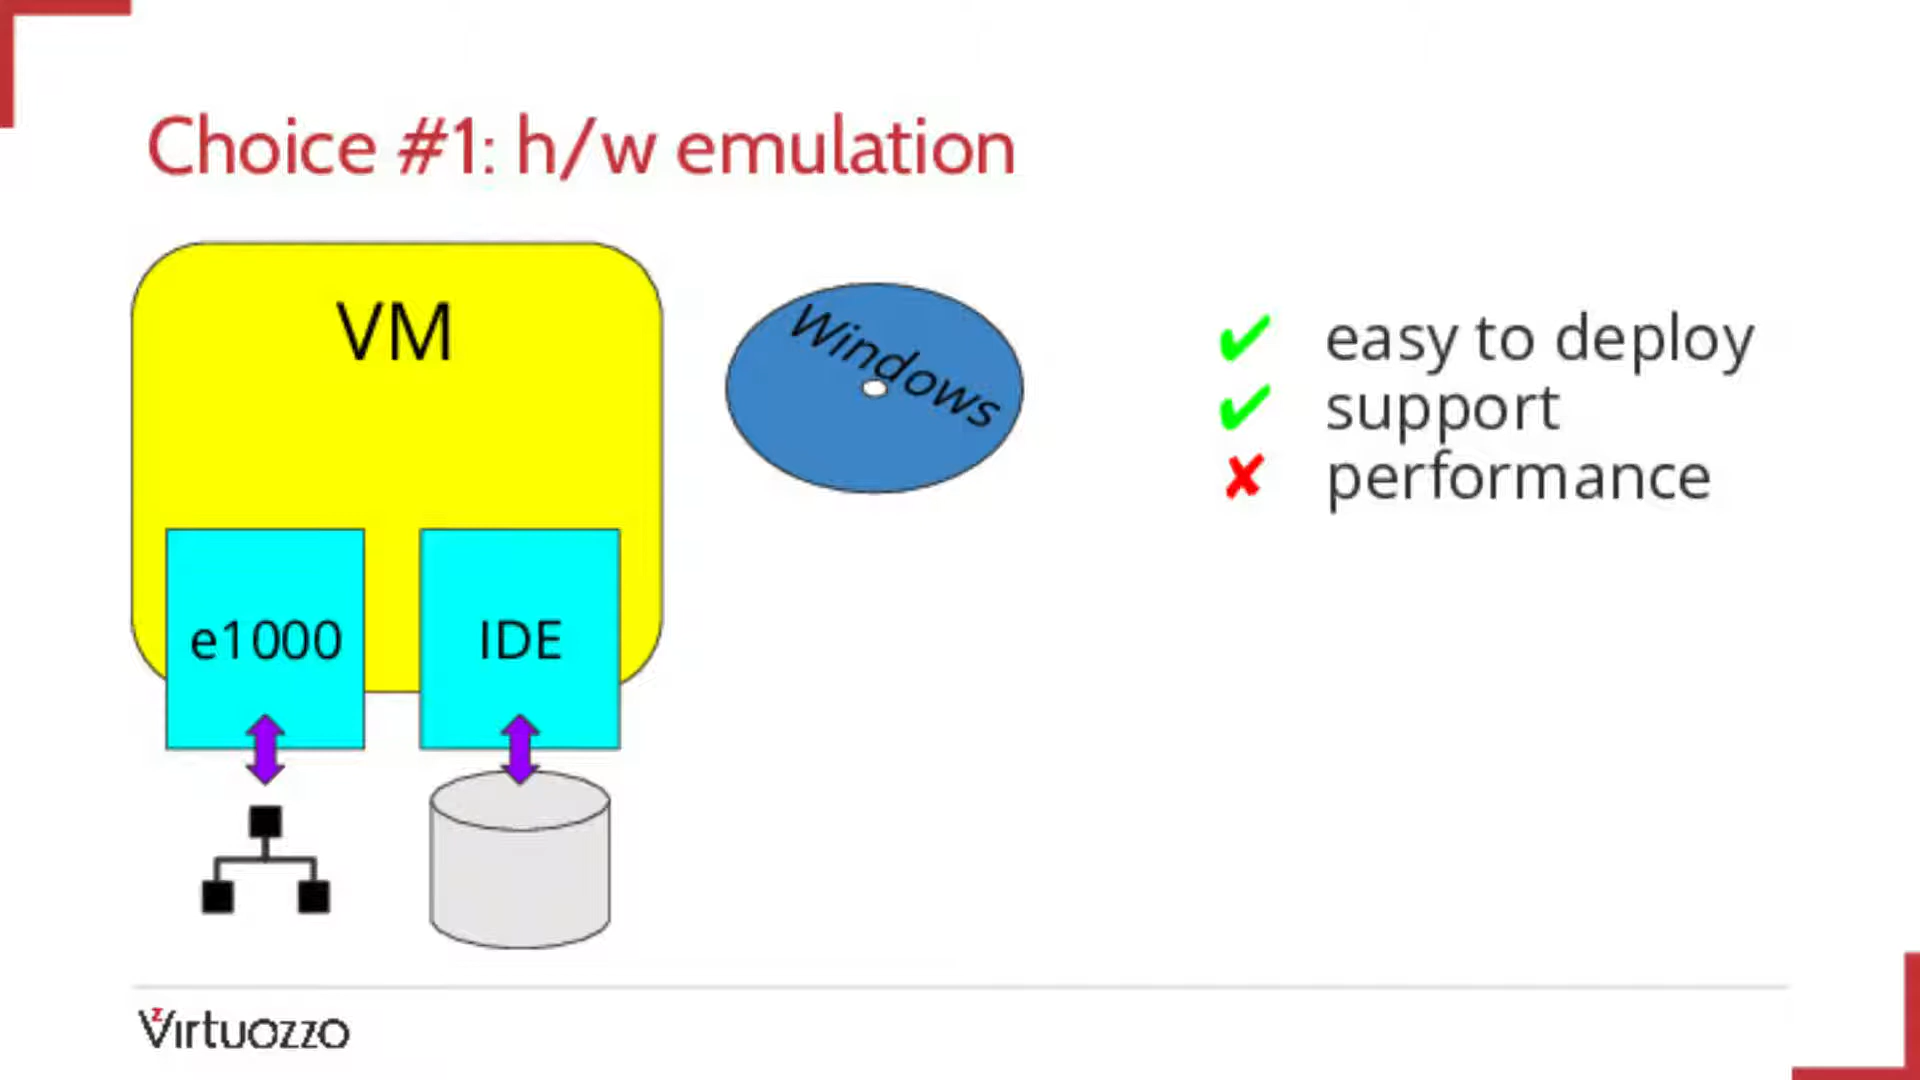 Choice #1: h/w emulation
VM
Windows
e1000
IDE
✔ easy to deploy
✔ support
✘ performance
Virtuozzo